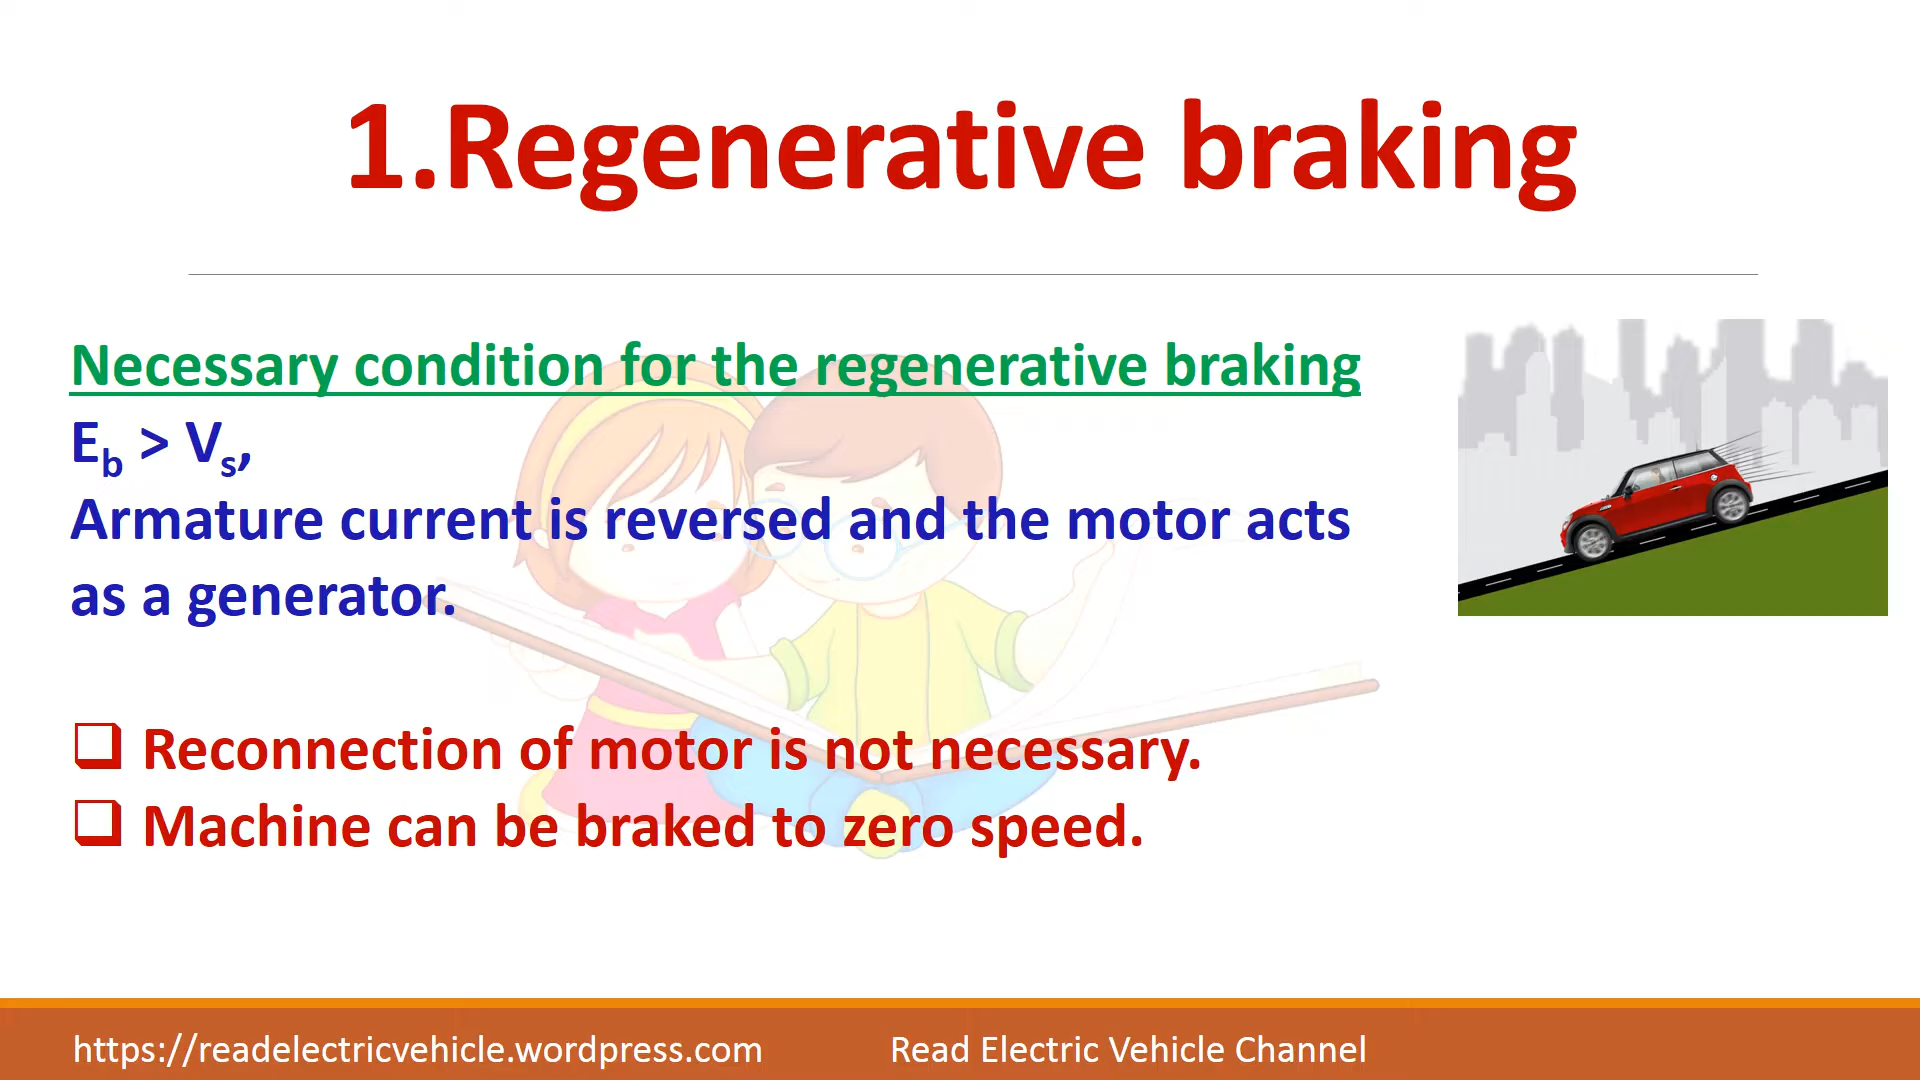 1.Regenerative braking
Necessary condition for the regenerative braking
E_b > V_s,
Armature current is reversed and the motor acts
as a generator.
❑ Reconnection of motor is not necessary.
❑ Machine can be braked to zero speed.
https://readelectricvehicle.wordpress.com
Read Electric Vehicle Channel